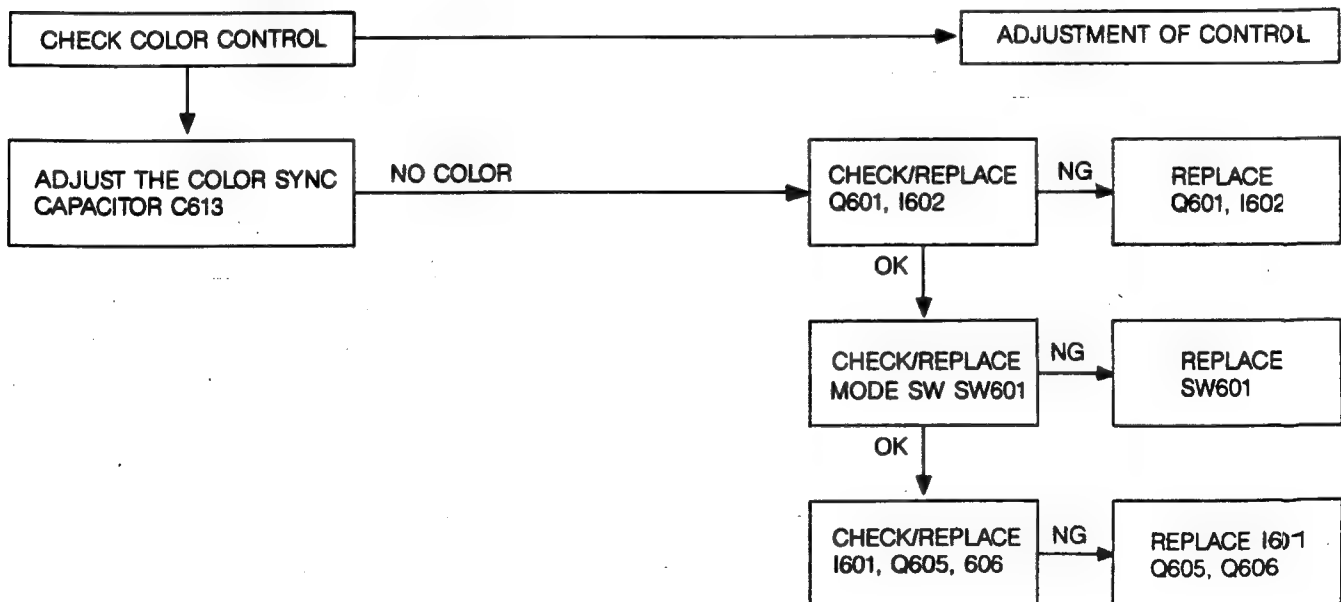 CHECK COLOR CONTROL
ADJUSTMENT OF CONTROL
ADJUST THE COLOR SYNC
CAPACITOR C613
NO COLOR
CHECK/REPLACE
Q601, I602
NG
REPLACE
Q601, I602
OK
CHECK/REPLACE
MODE SW SW601
NG
REPLACE
SW601
OK
CHECK/REPLACE
I601, Q605, 606
NG
REPLACE I601
Q605, Q606